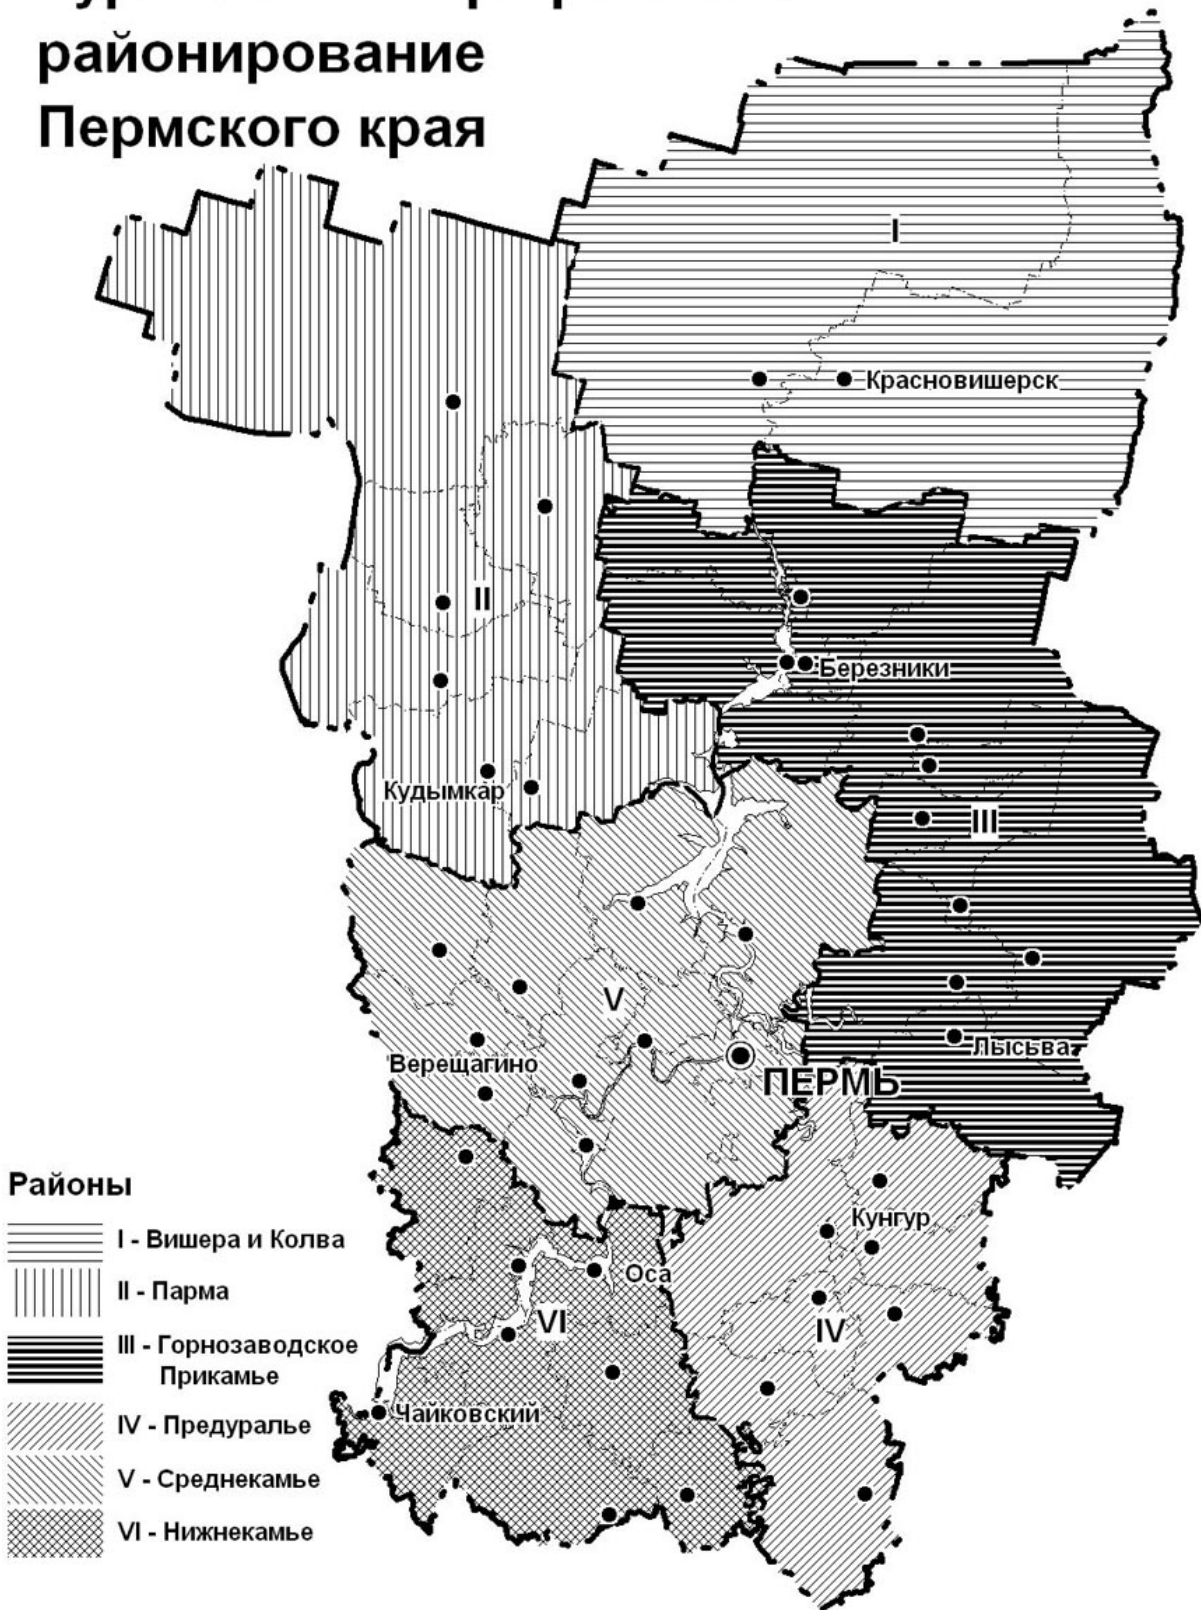 районирование
Пермского края
I
Красновишерск
II
Березники
Кудымкар
III
V
Верещагино
Лысьва
ПЕРМЬ
Районы
Кунгур
I - Вишера и Колва
Оса
II - Парма
VI
IV
III - Горнозаводское
Прикамье
Чайковский
IV - Предуралье
V - Среднекамье
VI - Нижнекамье